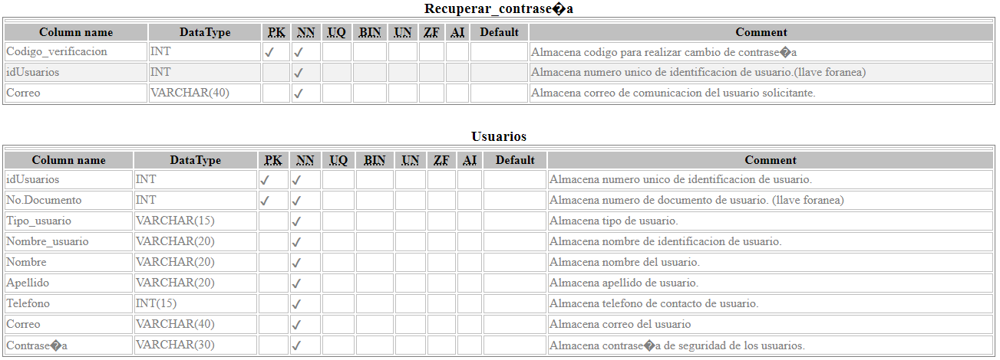 Recuperar_contrase�a
Column name DataType PK NN UQ BIN UN ZF AI Default Comment
Codigo_verificacion INT ✓ ✓ Almacena codigo para realizar cambio de contrase�a
idUsuarios INT ✓ Almacena numero unico de identificacion de usuario.(llave foranea)
Correo VARCHAR(40) ✓ Almacena correo de comunicacion del usuario solicitante.
Usuarios
Column name DataType PK NN UQ BIN UN ZF AI Default Comment
idUsuarios INT ✓ ✓ Almacena numero unico de identificacion de usuario.
No.Documento INT ✓ ✓ Almacena numero de documento de usuario. (llave foranea)
Tipo_usuario VARCHAR(15) ✓ Almacena tipo de usuario.
Nombre_usuario VARCHAR(20) ✓ Almacena nombre de identificacion de usuario.
Nombre VARCHAR(20) ✓ Almacena nombre del usuario.
Apellido VARCHAR(20) ✓ Almacena apellido de usuario.
Telefono INT(15) ✓ Almacena telefono de contacto de usuario.
Correo VARCHAR(40) ✓ Almacena correo del usuario
Contrase�a VARCHAR(30) ✓ Almacena contrase�a de seguridad de los usuarios.